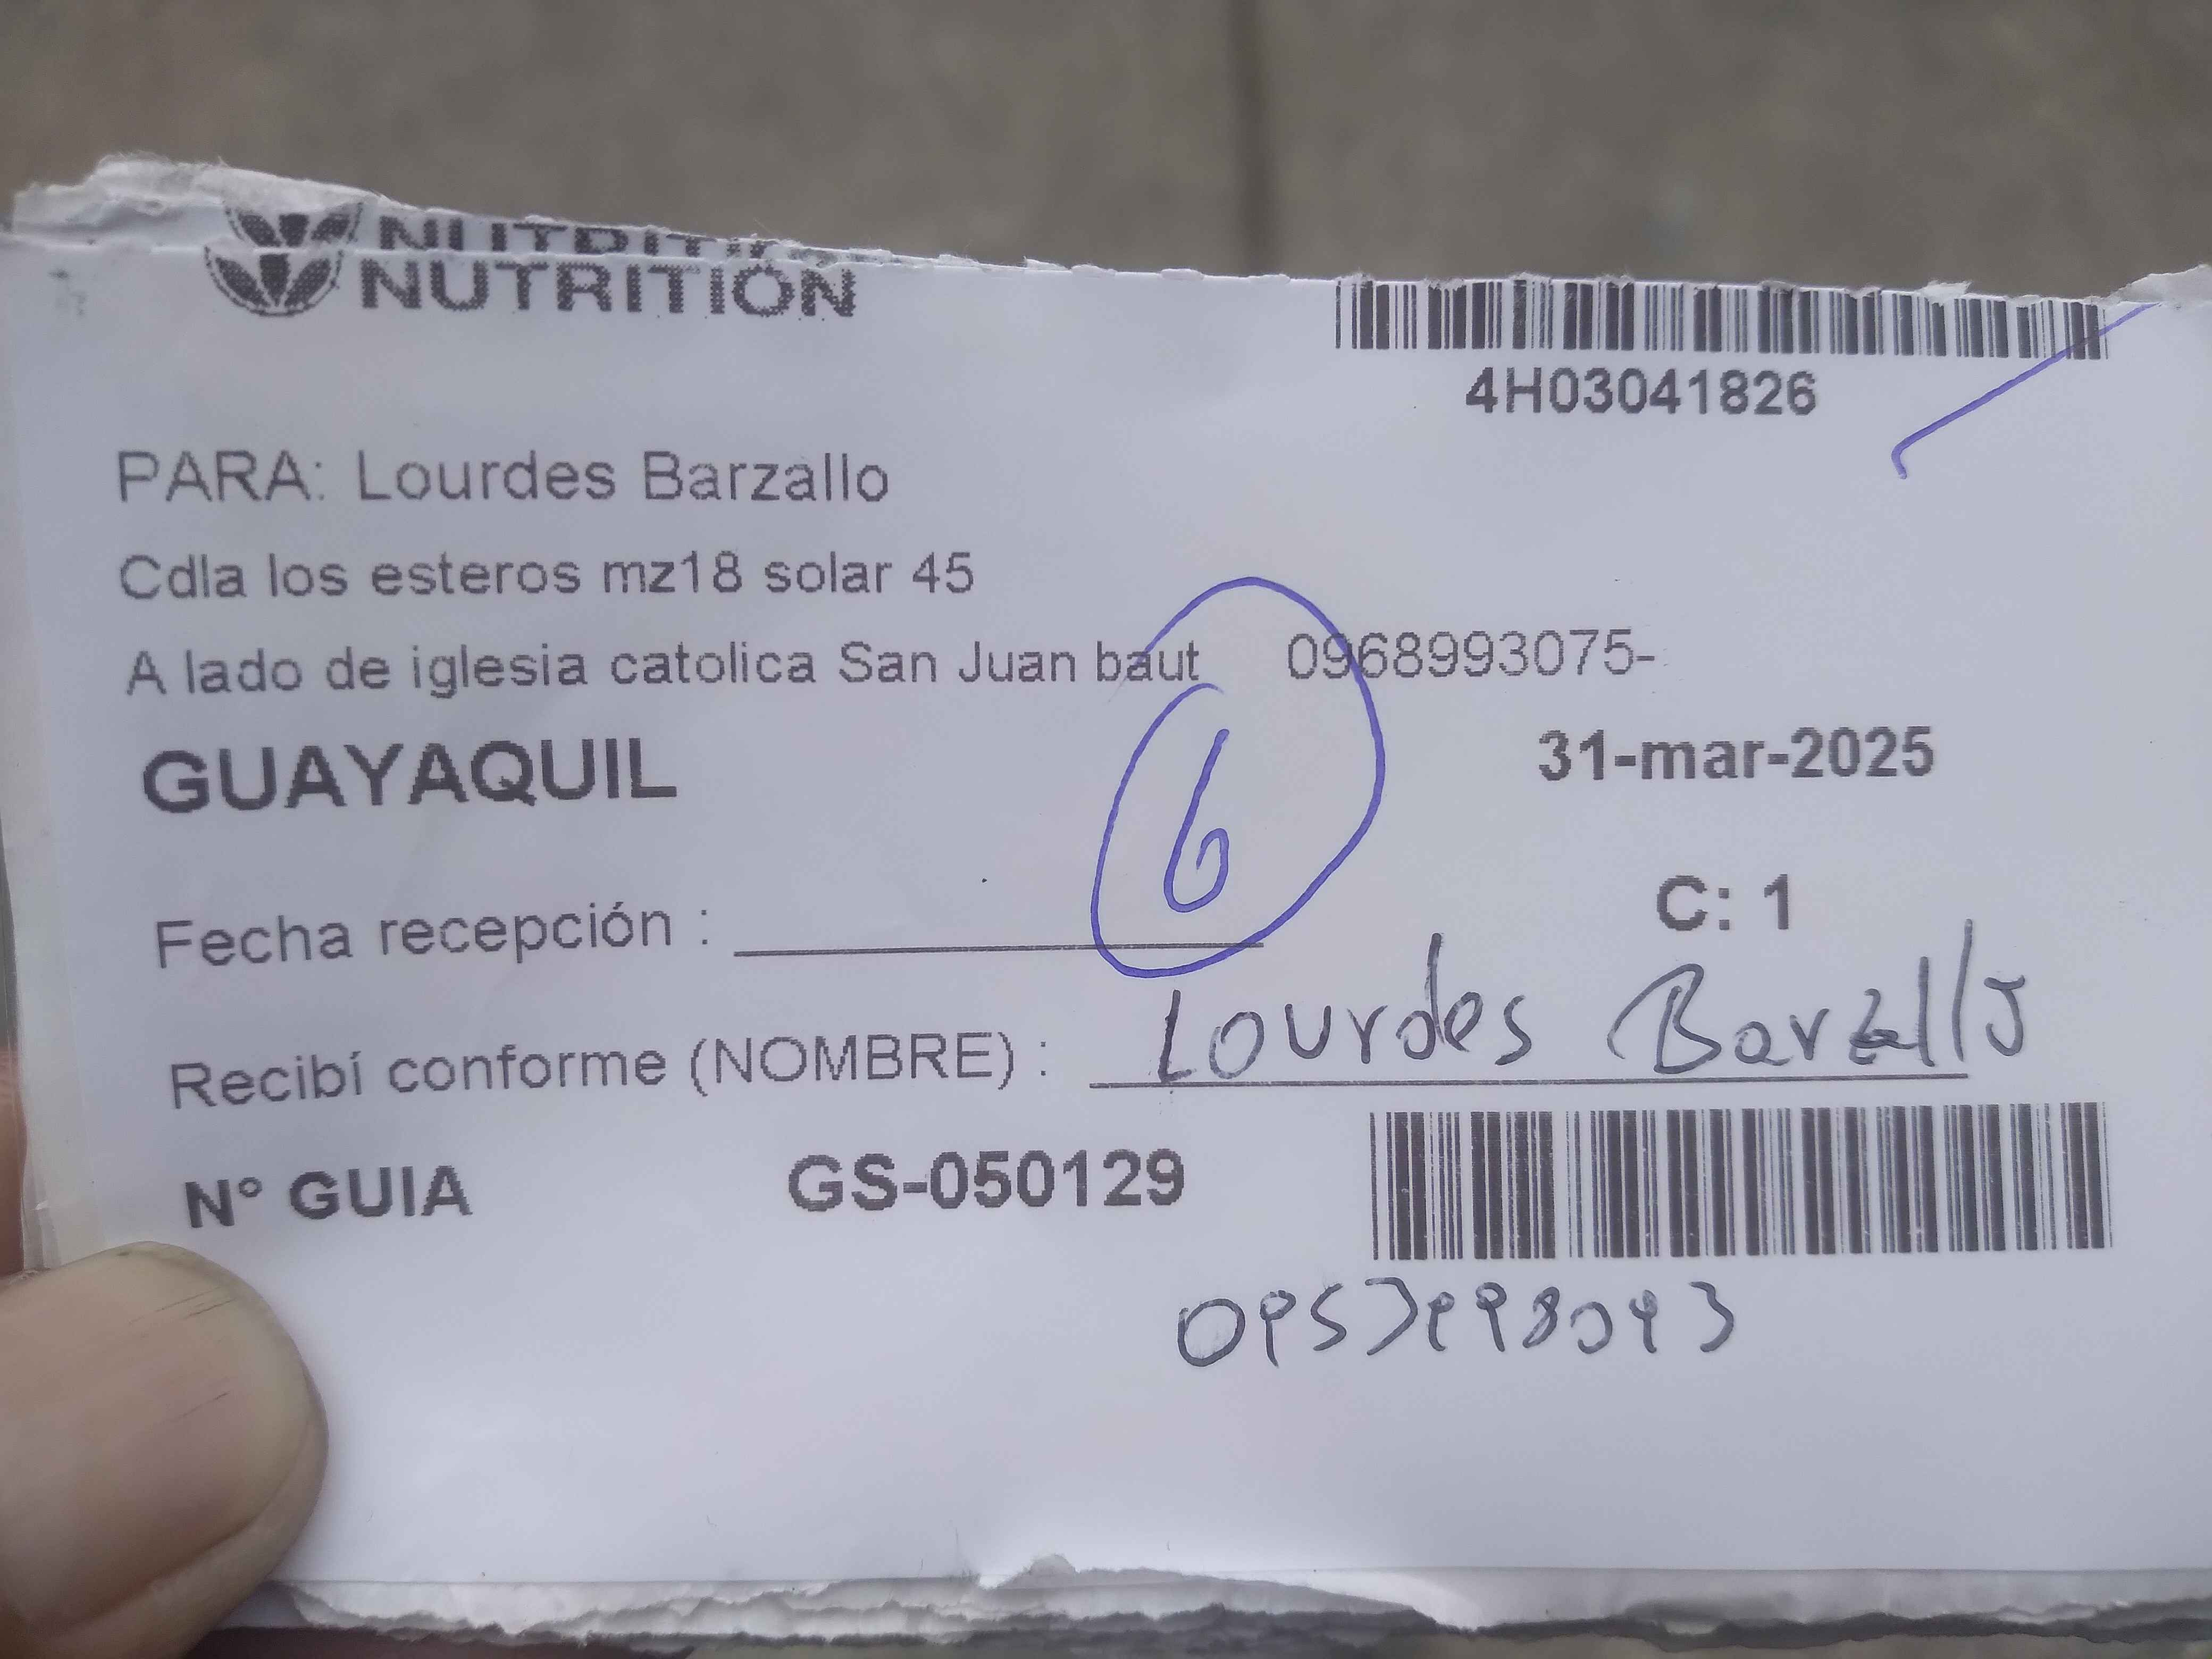 NUTRITION
4H03041826
PARA: Lourdes Barzallo
Cdla los esteros mz18 solar 45
A lado de iglesia catolica San Juan baut 0968993075-
GUAYAQUIL 31-mar-2025
6
C: 1
Fecha recepción :
Recibí conforme (NOMBRE) : Lourdes Barzallo
N° GUIA GS-050129